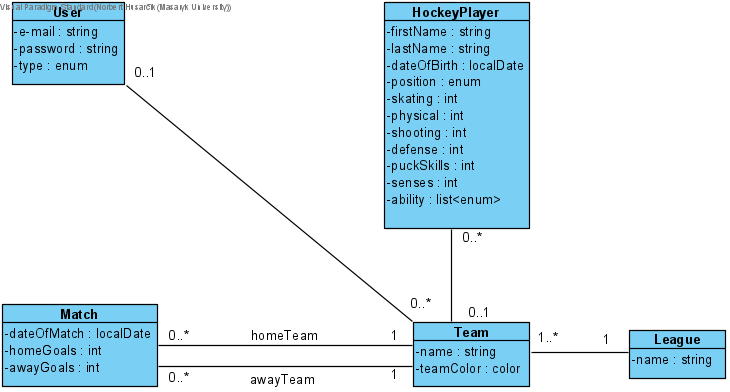 Visual Paradigm Standard(Norbert Husarčík(Masaryk University))
User
-e-mail : string
-password : string
-type : enum
0..1
HockeyPlayer
-firstName : string
-lastName : string
-dateOfBirth : localDate
-position : enum
-skating : int
-physical : int
-shooting : int
-defense : int
-puckSkills : int
-senses : int
-ability : list<enum>
0..*
0..*
0..1
Match
-dateOfMatch : localDate
-homeGoals : int
-awayGoals : int
0..*
homeTeam
1
0..*
awayTeam
1
Team
-name : string
-teamColor : color
1..*
1
League
-name : string